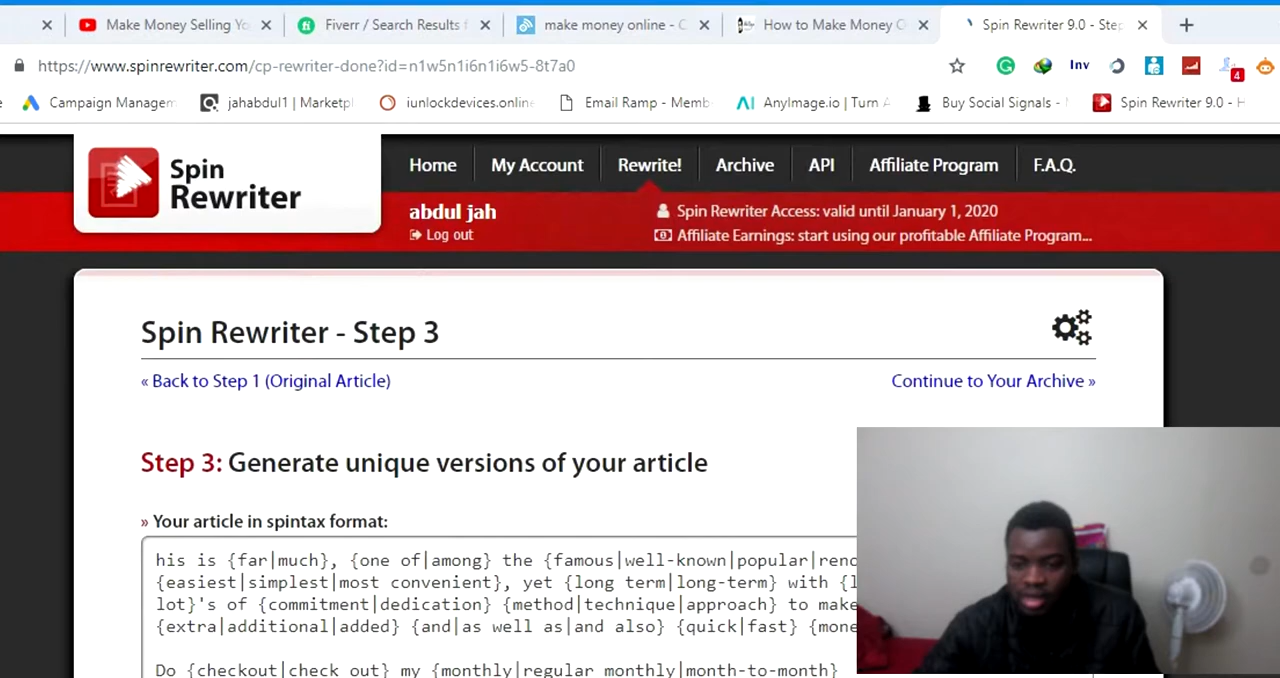 Make Money Selling Yo
Fiverr / Search Results f
make money online - C
How to Make Money O
Spin Rewriter 9.0 - Step
https://www.spinrewriter.com/cp-rewriter-done?id=n1w5n1i6n1i6w5-8t7a0
Inv
4
Campaign Managem
jahabdul1 | Marketpl
iunlockdevices.online
Email Ramp - Memb
AnyImage.io | Turn A
Buy Social Signals -
Spin Rewriter 9.0 - H
Spin
Rewriter
Home
My Account
Rewrite!
Archive
API
Affiliate Program
F.A.Q.
abdul jah
Log out
Spin Rewriter Access: valid until January 1, 2020
Affiliate Earnings: start using our profitable Affiliate Program...
Spin Rewriter - Step 3
« Back to Step 1 (Original Article)
Continue to Your Archive »
Step 3: Generate unique versions of your article
» Your article in spintax format:
his is {far|much}, {one of|among} the {famous|well-known|popular|reno
{easiest|simplest|most convenient}, yet {long term|long-term} with {l
lot}'s of {commitment|dedication} {method|technique|approach} to make
{extra|additional|added} {and|as well as|and also} {quick|fast} {mone
Do {checkout|check out} my {monthly|regular monthly|month-to-month}